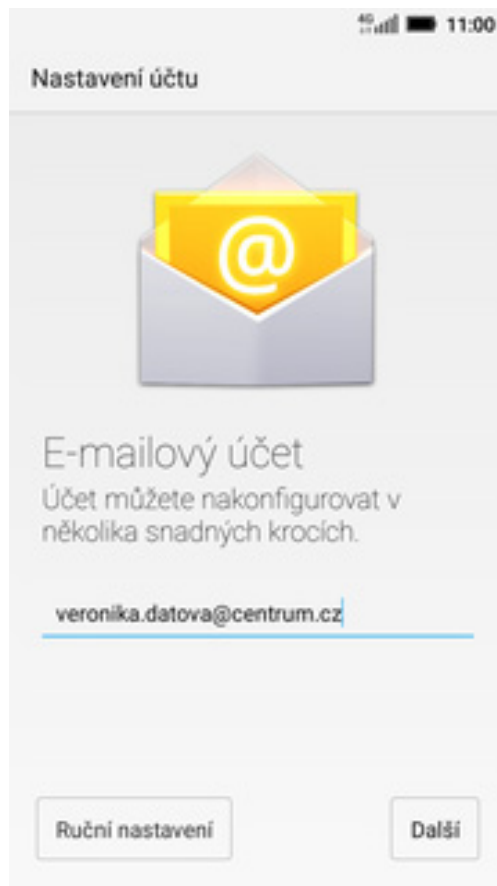 4G 11:00
Nastavení účtu
@
E-mailový účet
Účet můžete nakonfigurovat v
několika snadných krocích.
veronika.datova@centrum.cz
Ruční nastavení Další